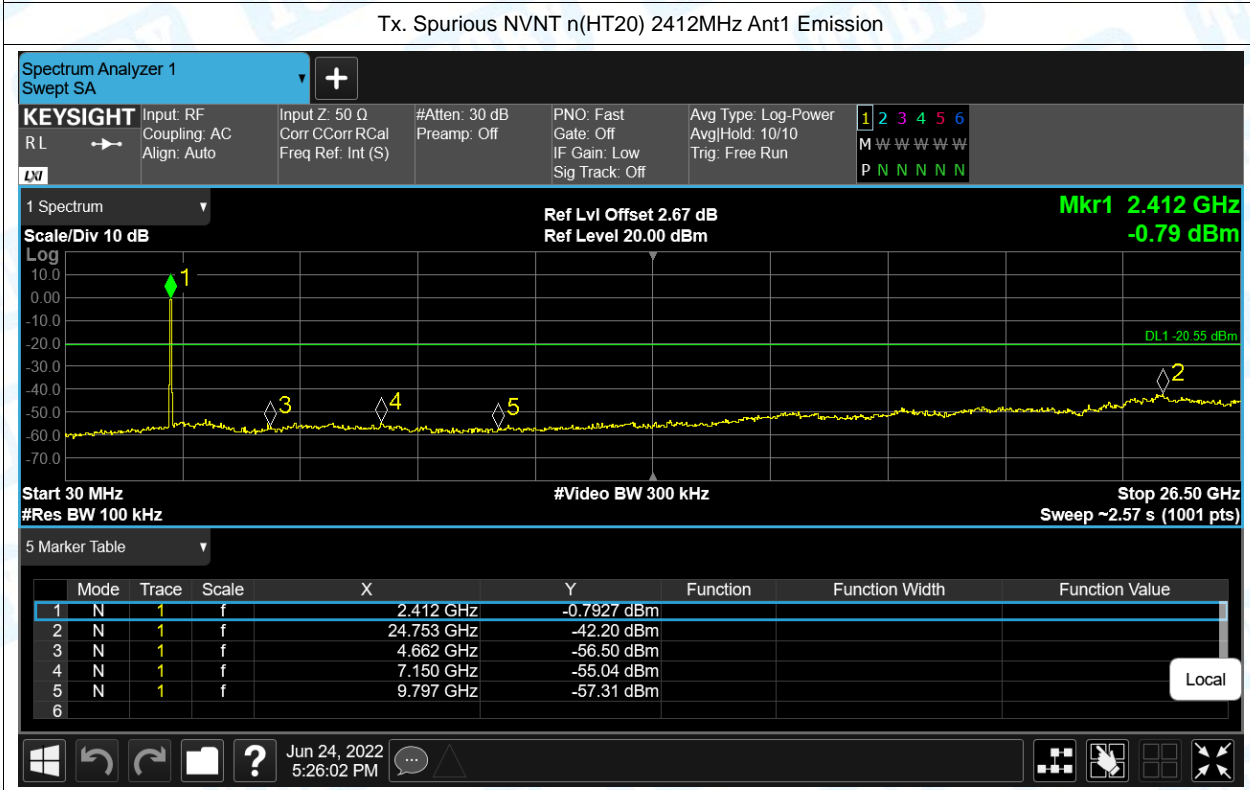 Tx. Spurious NVNT n(HT20) 2412MHz Ant1 Emission
Spectrum Analyzer 1
Swept SA
+
KEYSIGHT Input: RF Input Z: 50 Ω #Atten: 30 dB PNO: Fast Avg Type: Log-Power 1 2 3 4 5 6
R L Coupling: AC Corr CCorr RCal Preamp: Off Gate: Off Avg|Hold: 10/10 M W W W W W
Align: Auto Freq Ref: Int (S) IF Gain: Low Trig: Free Run
LXI Sig Track: Off P N N N N N
1 Spectrum Ref Lvl Offset 2.67 dB Mkr1 2.412 GHz
Scale/Div 10 dB Ref Level 20.00 dBm -0.79 dBm
Log
10.0 1
0.00
-10.0
-20.0 DL1 -20.55 dBm
-30.0
-40.0 2
-50.0 3 4 5
-60.0
-70.0
Start 30 MHz #Video BW 300 kHz Stop 26.50 GHz
#Res BW 100 kHz Sweep ~2.57 s (1001 pts)
5 Marker Table
Mode Trace Scale X Y Function Function Width Function Value
1 N 1 f 2.412 GHz -0.7927 dBm
2 N 1 f 24.753 GHz -42.20 dBm
3 N 1 f 4.662 GHz -56.50 dBm
4 N 1 f 7.150 GHz -55.04 dBm
5 N 1 f 9.797 GHz -57.31 dBm
6
Local
? Jun 24, 2022
5:26:02 PM